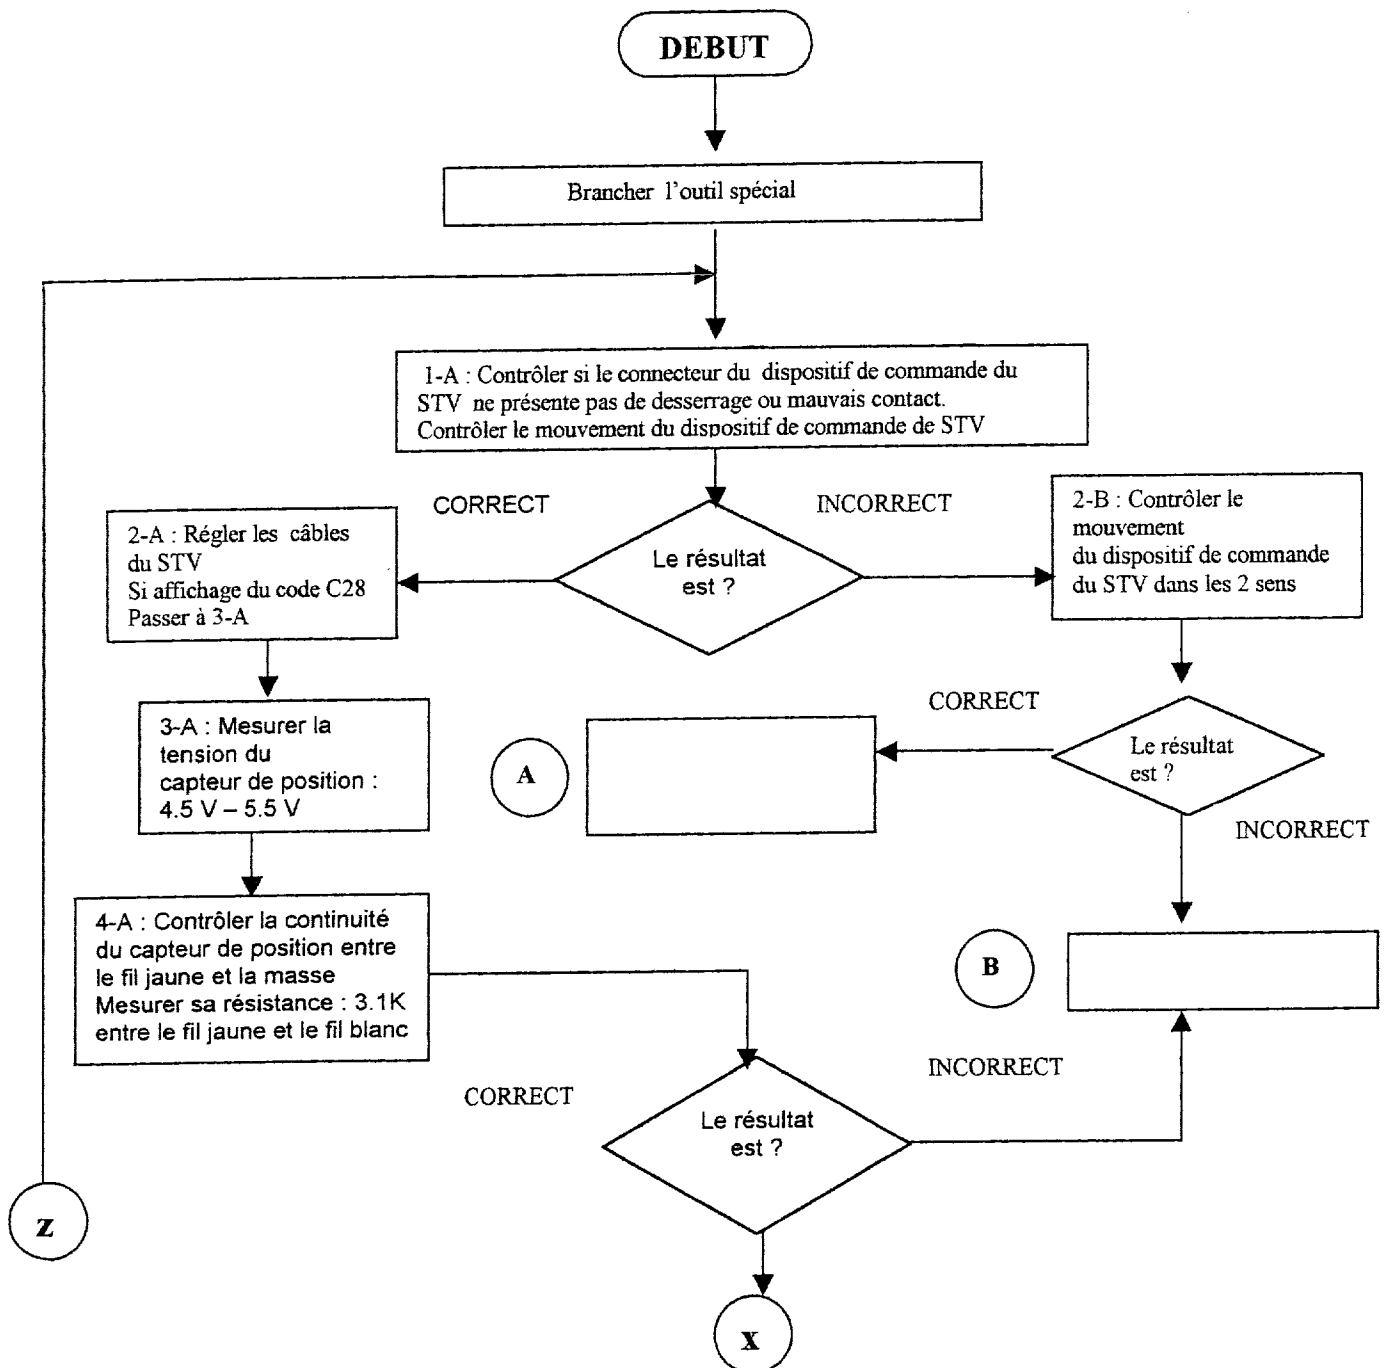 DEBUT
Brancher l'outil spécial
1-A : Contrôler si le connecteur du dispositif de commande du
STV ne présente pas de desserrage ou mauvais contact.
Contrôler le mouvement du dispositif de commande de STV
CORRECT
INCORRECT
2-A : Régler les câbles
du STV
Si affichage du code C28
Passer à 3-A
Le résultat
est ?
2-B : Contrôler le
mouvement
du dispositif de commande
du STV dans les 2 sens
3-A : Mesurer la
tension du
capteur de position :
4.5 V – 5.5 V
A
CORRECT
Le résultat
est ?
INCORRECT
4-A : Contrôler la continuité
du capteur de position entre
le fil jaune et la masse
Mesurer sa résistance : 3.1K
entre le fil jaune et le fil blanc
B
CORRECT
INCORRECT
Le résultat
est ?
z
x